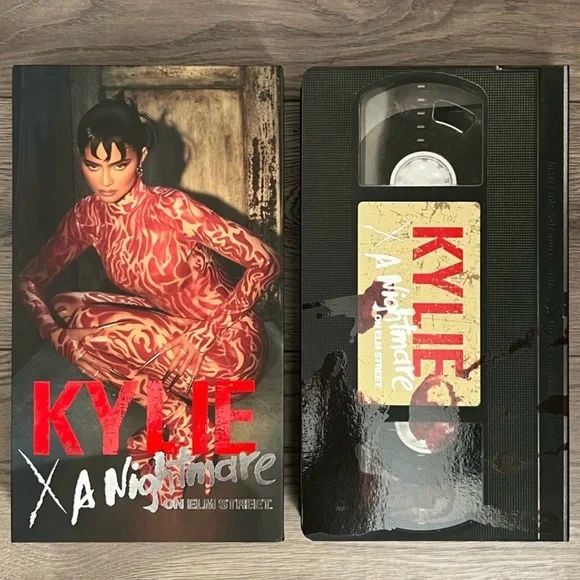 KYLIE
X A Nightmare
ON ELM STREET.
KYLIE
X A Nightmare
ON ELM STREET.